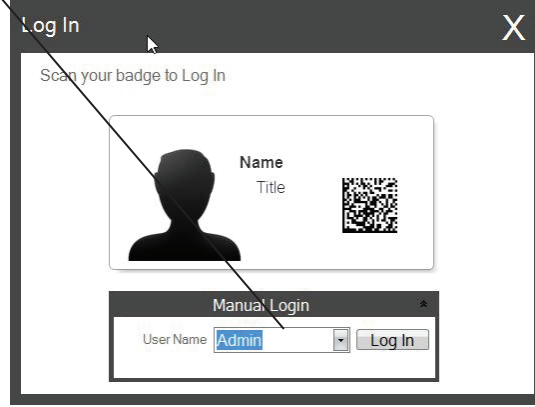 Log In X
Scan your badge to Log In
Name
Title
Manual Login
User Name Admin Log In